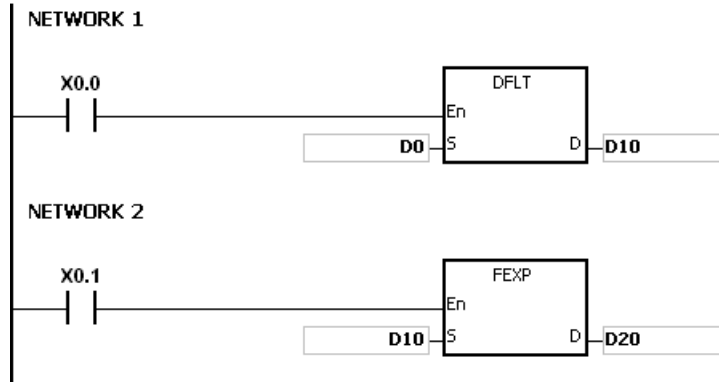 NETWORK 1
X0.0
DFLT
En
D0 S D D10
NETWORK 2
X0.1
FEXP
En
D10 S D D20